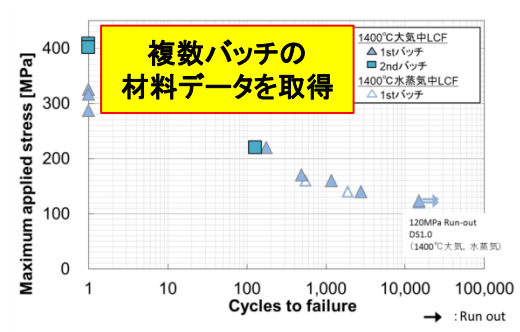 複数バッチの
材料データを取得
1400℃大気中LCF
1stバッチ
2ndバッチ
1400℃水蒸気中LCF
1stバッチ
Maximum applied stress [MPa]
400
300
200
100
0
120MPa Run-out
DS1.0
(1400℃大気, 水蒸気)
1
10
100
1,000
10,000
100,000
Cycles to failure
→ : Run out